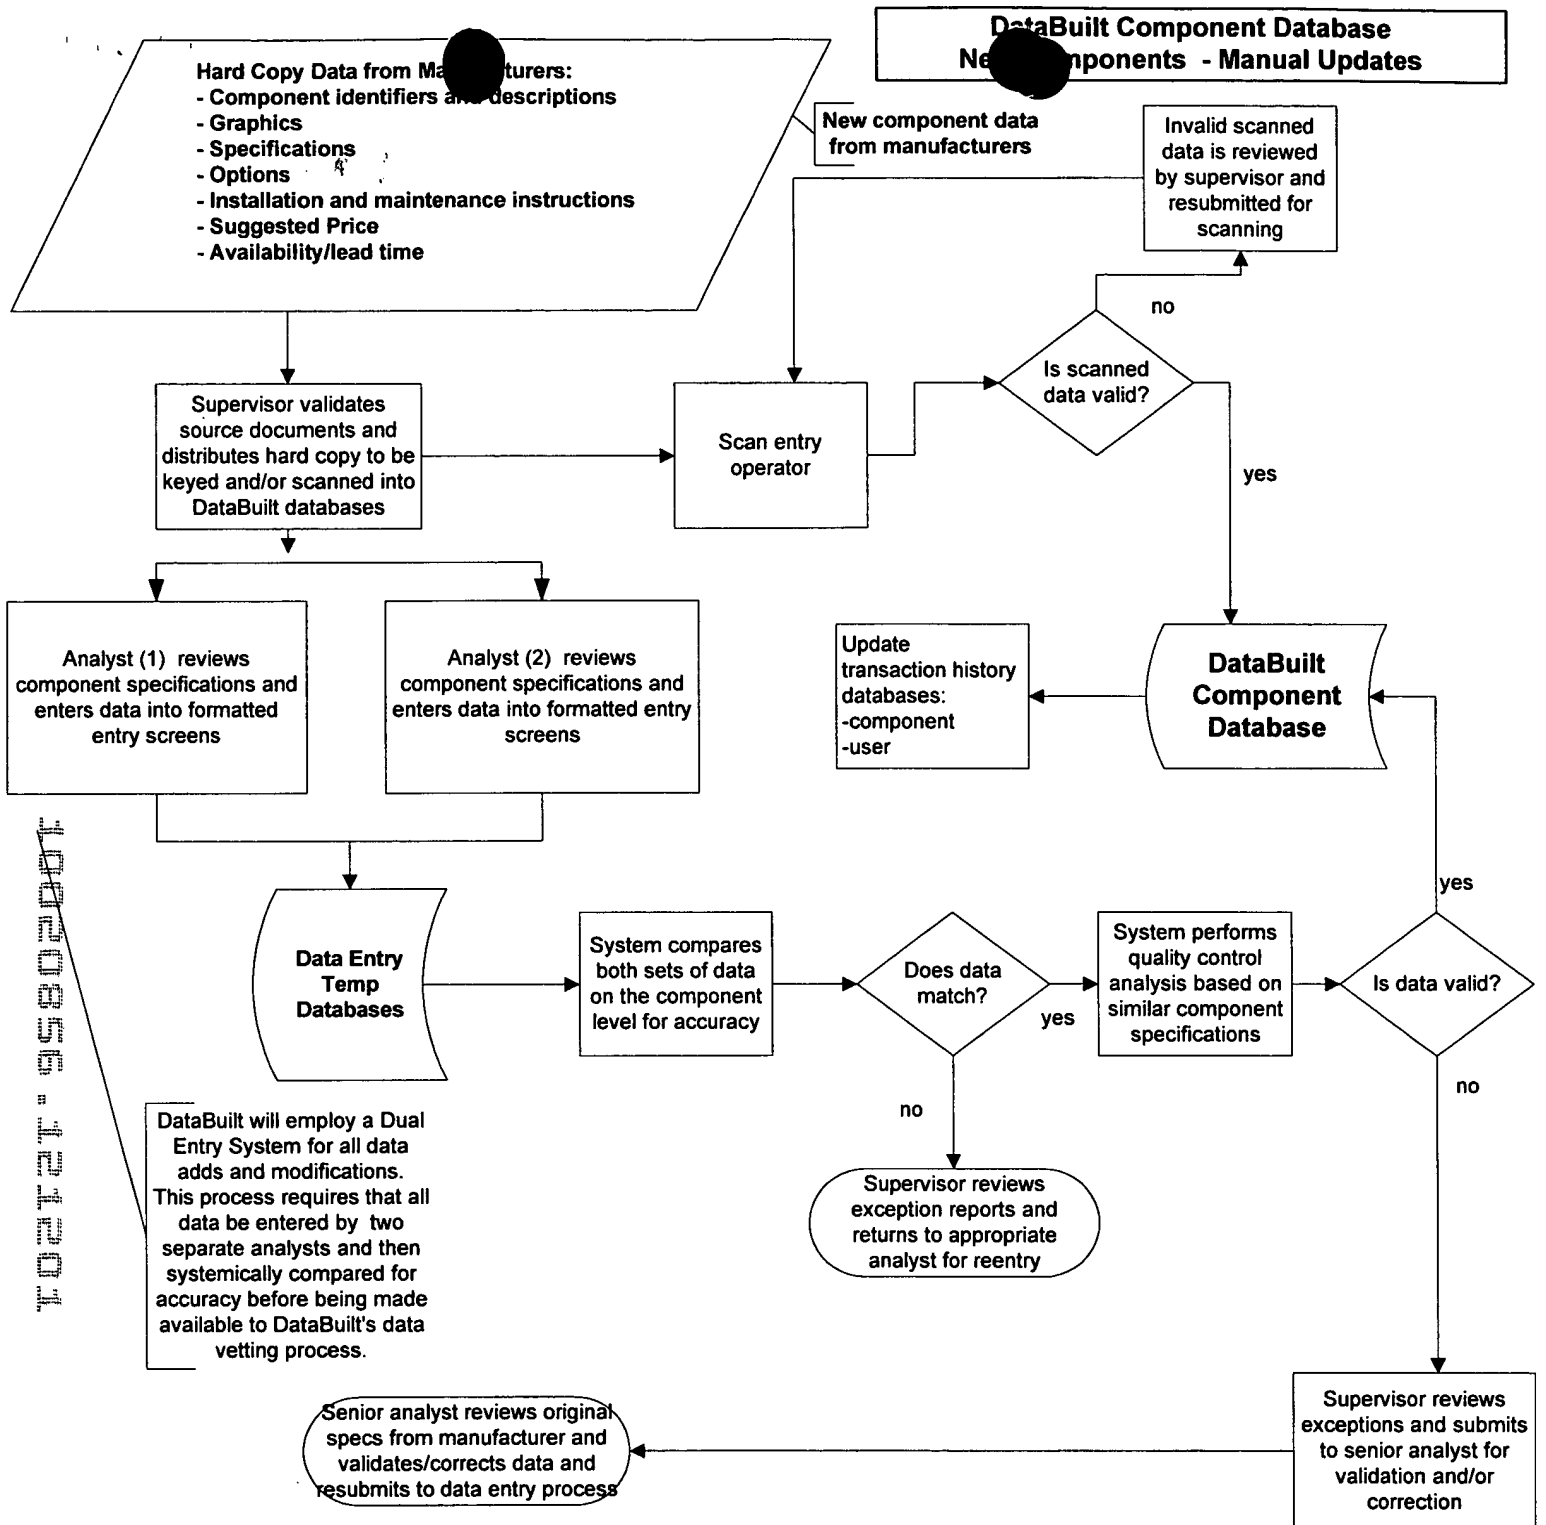 DataBuilt Component Database
- Manual Updates
Hard Copy Data from
- Component identifiers and descriptions
- Graphics
- Specifications
- Options
- Installation and maintenance instructions
- Suggested Price
- Availability/lead time
New component data
from manufacturers
Invalid scanned
data is reviewed
by supervisor and
resubmitted for
scanning
no
Is scanned
data valid?
yes
Supervisor validates
source documents and
distributes hard copy to be
keyed and/or scanned into
DataBuilt databases
Scan entry
operator
Analyst (1) reviews
component specifications and
enters data into formatted
entry screens
Analyst (2) reviews
component specifications and
enters data into formatted entry
screens
Update
transaction history
databases:
-component
-user
DataBuilt
Component
Database
10020856.121201
Data Entry
Temp
Databases
System compares
both sets of data
on the component
level for accuracy
Does data
match?
yes
System performs
quality control
analysis based on
similar component
specifications
Is data valid?
yes
no
no
DataBuilt will employ a Dual
Entry System for all data
adds and modifications.
This process requires that all
data be entered by two
separate analysts and then
systemically compared for
accuracy before being made
available to DataBuilt's data
vetting process.
Supervisor reviews
exception reports and
returns to appropriate
analyst for reentry
Senior analyst reviews original
specs from manufacturer and
validates/corrects data and
resubmits to data entry process
Supervisor reviews
exceptions and submits
to senior analyst for
validation and/or
correction